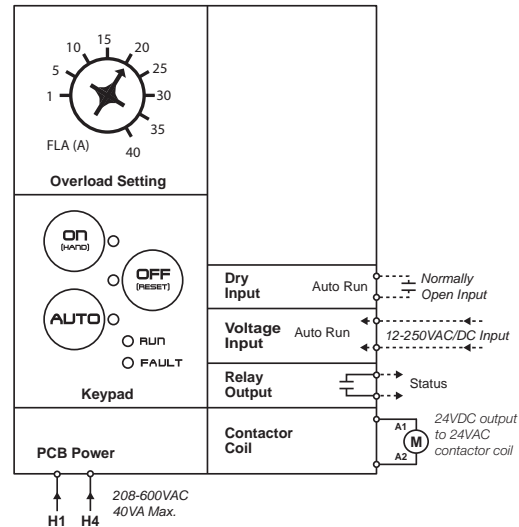 15
10 20
5 25
1 30
35
FLA (A) 40
Overload Setting
ON
(HAND)
OFF
(RESET)
AUTO
RUN
FAULT
Keypad
Dry
Input
Auto Run
Normally
Open Input
Voltage
Input
Auto Run
12-250VAC/DC Input
Relay
Output
Status
Contactor
Coil
A1
M
A2
24VDC output
to 24VAC
contactor coil
PCB Power
208-600VAC
40VA Max.
H1 H4